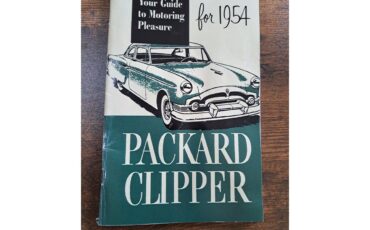 Your Guide
to Motoring
Pleasure
for 1954
PACKARD
CLIPPER